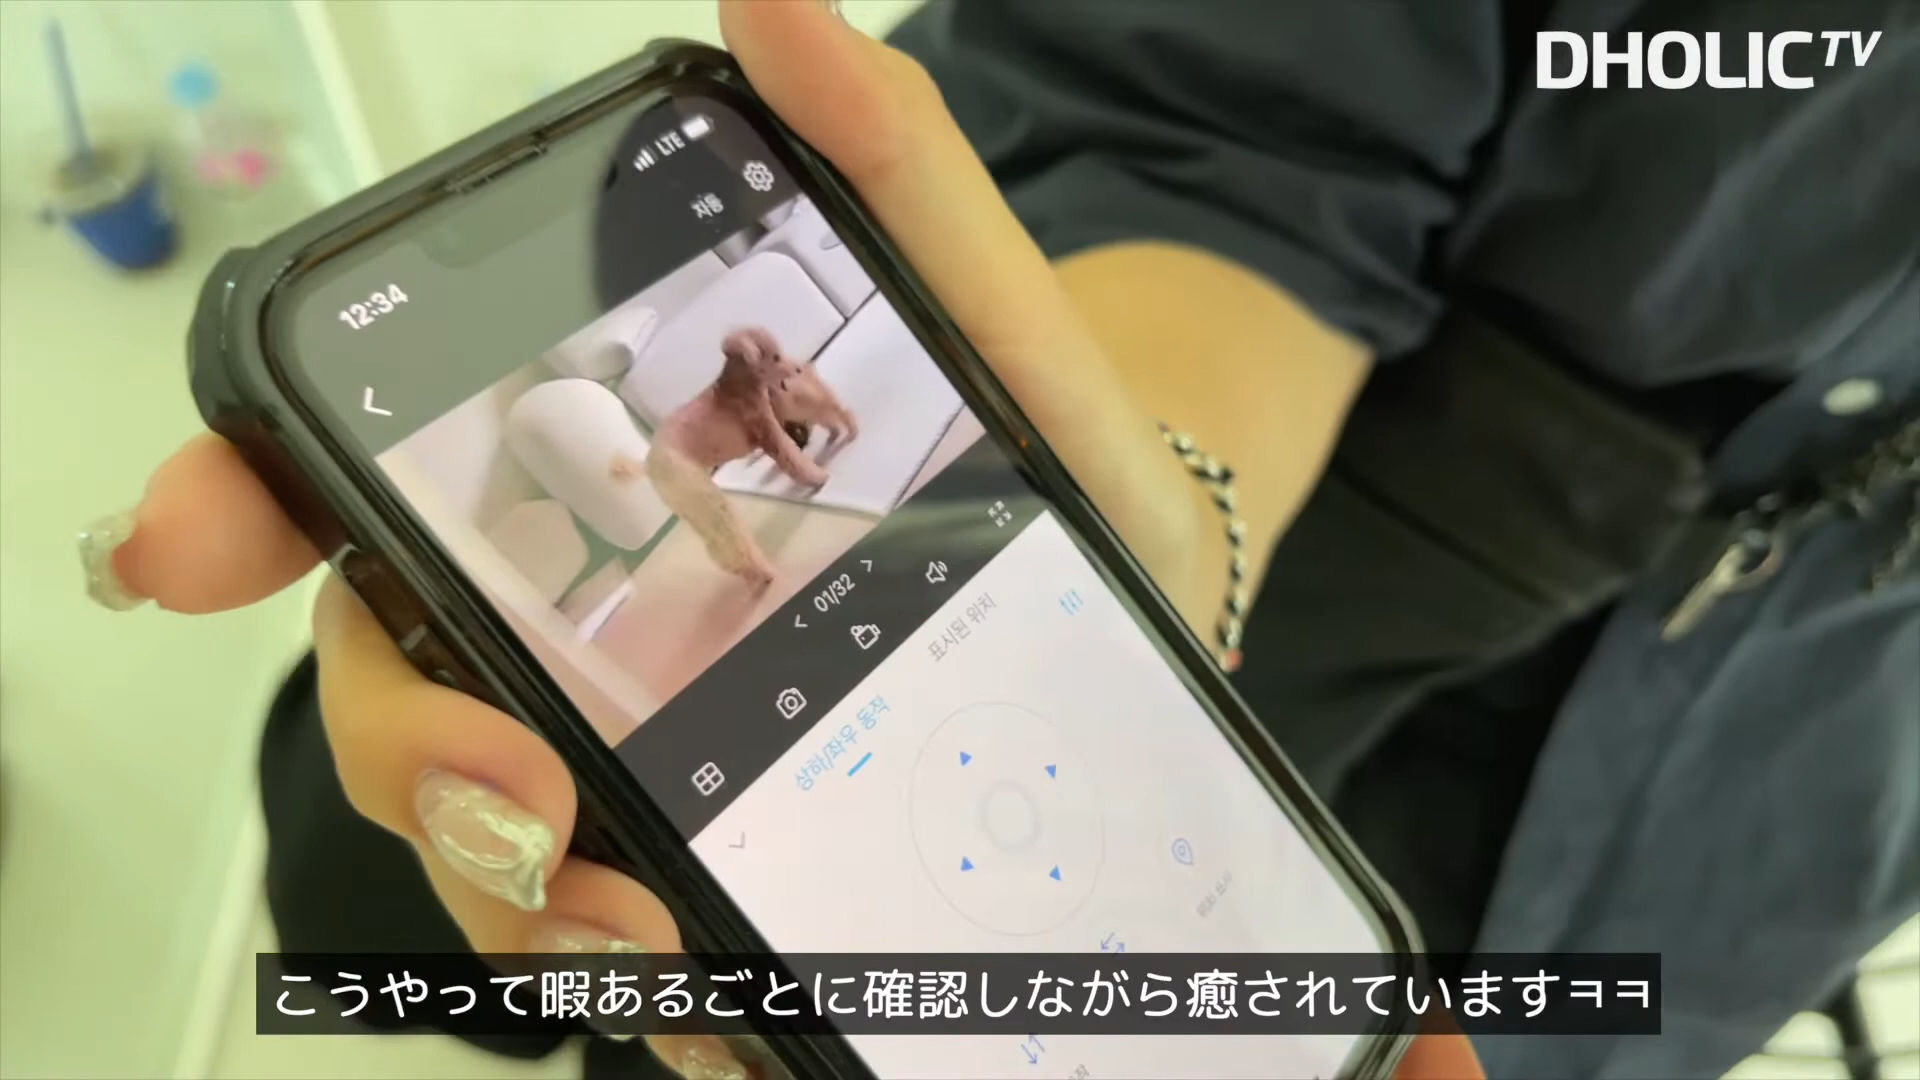 DHOLIC TV
LTE
자동
12:34
01/32
표시된 위치
상하/좌우 동작
こうやって暇あるごとに確認しながら癒されていますㅋㅋ